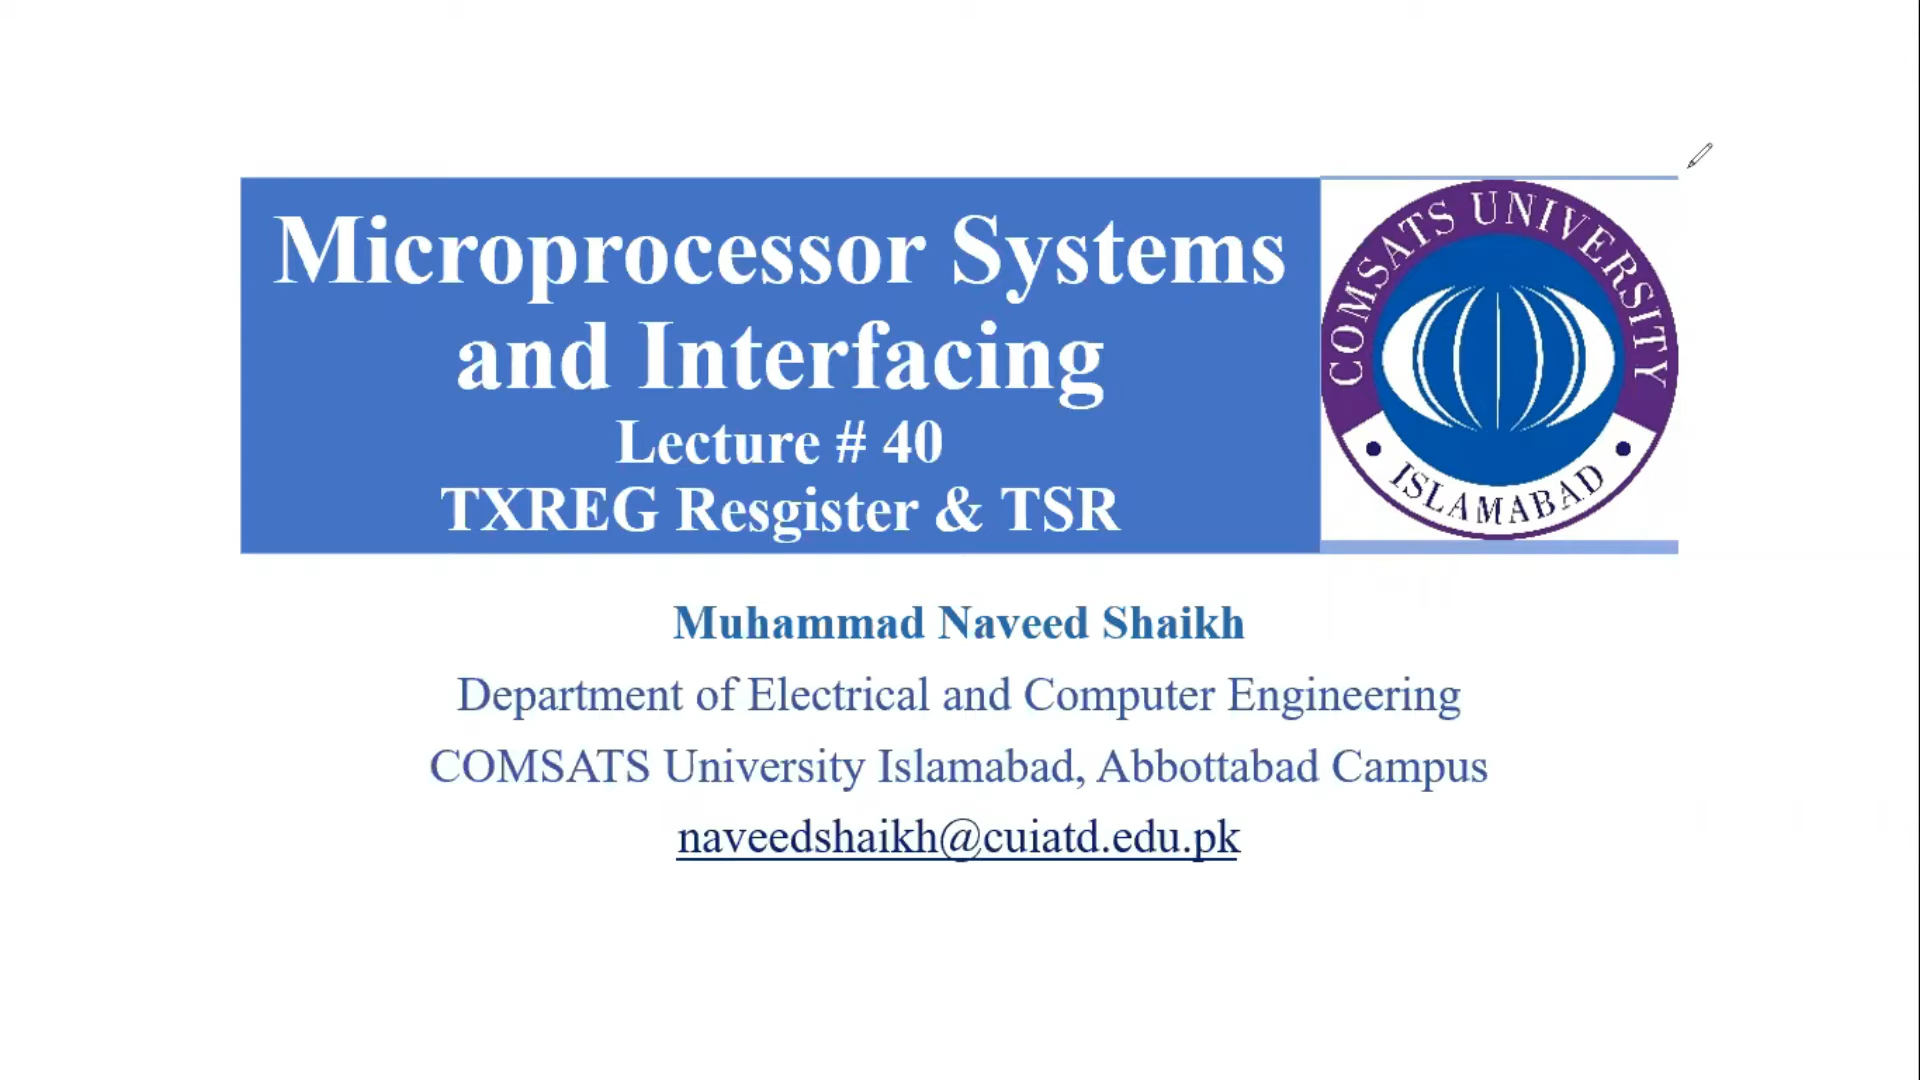 Microprocessor Systems
and Interfacing
Lecture # 40
TXREG Resgister & TSR
COMSATS UNIVERSITY
ISLAMABAD
Muhammad Naveed Shaikh
Department of Electrical and Computer Engineering
COMSATS University Islamabad, Abbottabad Campus
naveedshaikh@cuiatd.edu.pk